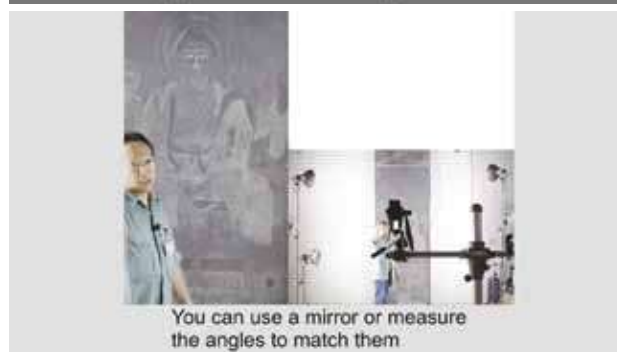 You can use a mirror or measure
the angles to match them